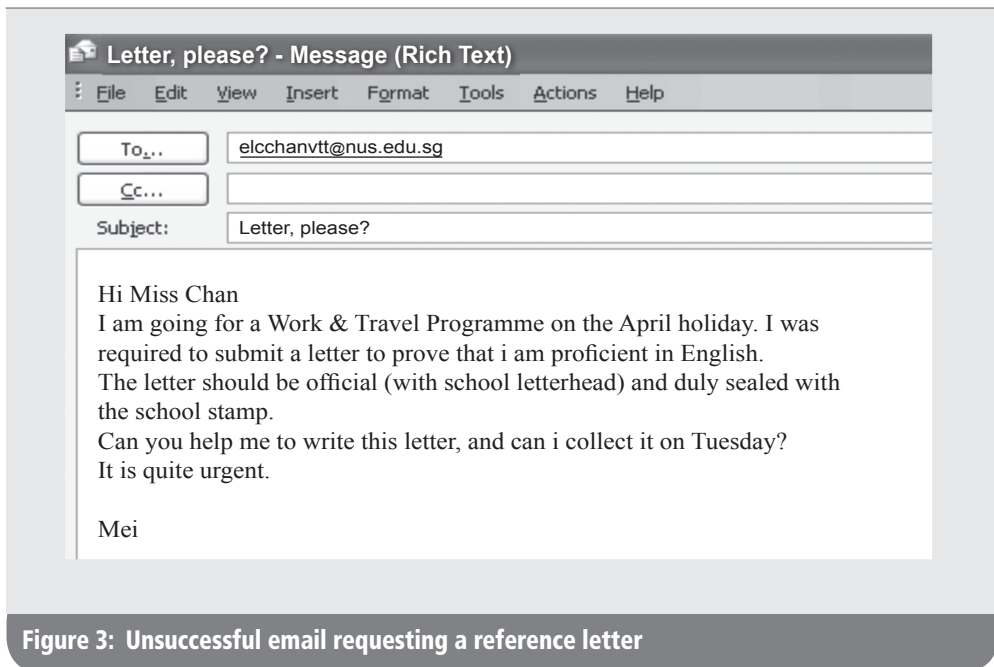 Letter, please? - Message (Rich Text)
File Edit View Insert Format Tools Actions Help
To... elcchanvtt@nus.edu.sg
Cc...
Subject: Letter, please?
Hi Miss Chan
I am going for a Work & Travel Programme on the April holiday. I was
required to submit a letter to prove that i am proficient in English.
The letter should be official (with school letterhead) and duly sealed with
the school stamp.
Can you help me to write this letter, and can i collect it on Tuesday?
It is quite urgent.
Mei
Figure 3: Unsuccessful email requesting a reference letter